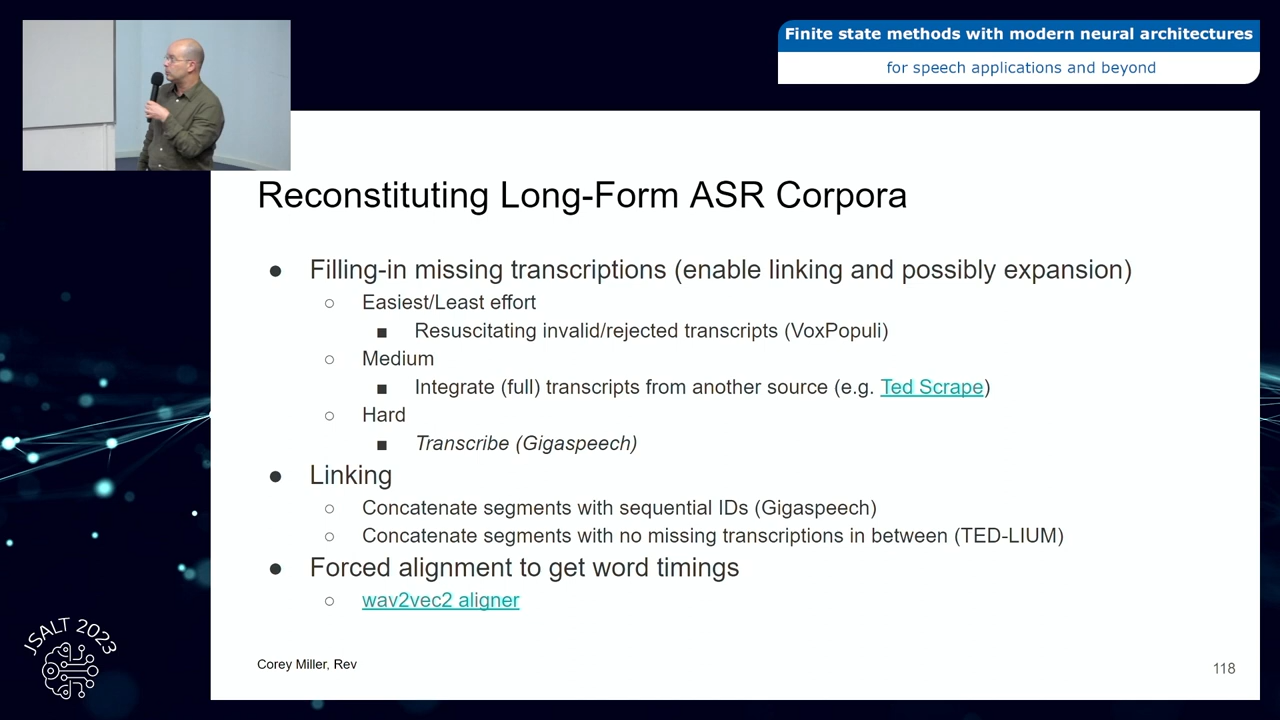 Finite state methods with modern neural architectures
for speech applications and beyond
Reconstituting Long-Form ASR Corpora
● Filling-in missing transcriptions (enable linking and possibly expansion)
○ Easiest/Least effort
■ Resuscitating invalid/rejected transcripts (VoxPopuli)
○ Medium
■ Integrate (full) transcripts from another source (e.g. Ted Scrape)
○ Hard
■ Transcribe (Gigaspeech)
● Linking
○ Concatenate segments with sequential IDs (Gigaspeech)
○ Concatenate segments with no missing transcriptions in between (TED-LIUM)
● Forced alignment to get word timings
○ wav2vec2 aligner
Corey Miller, Rev
118
JSALT 2023